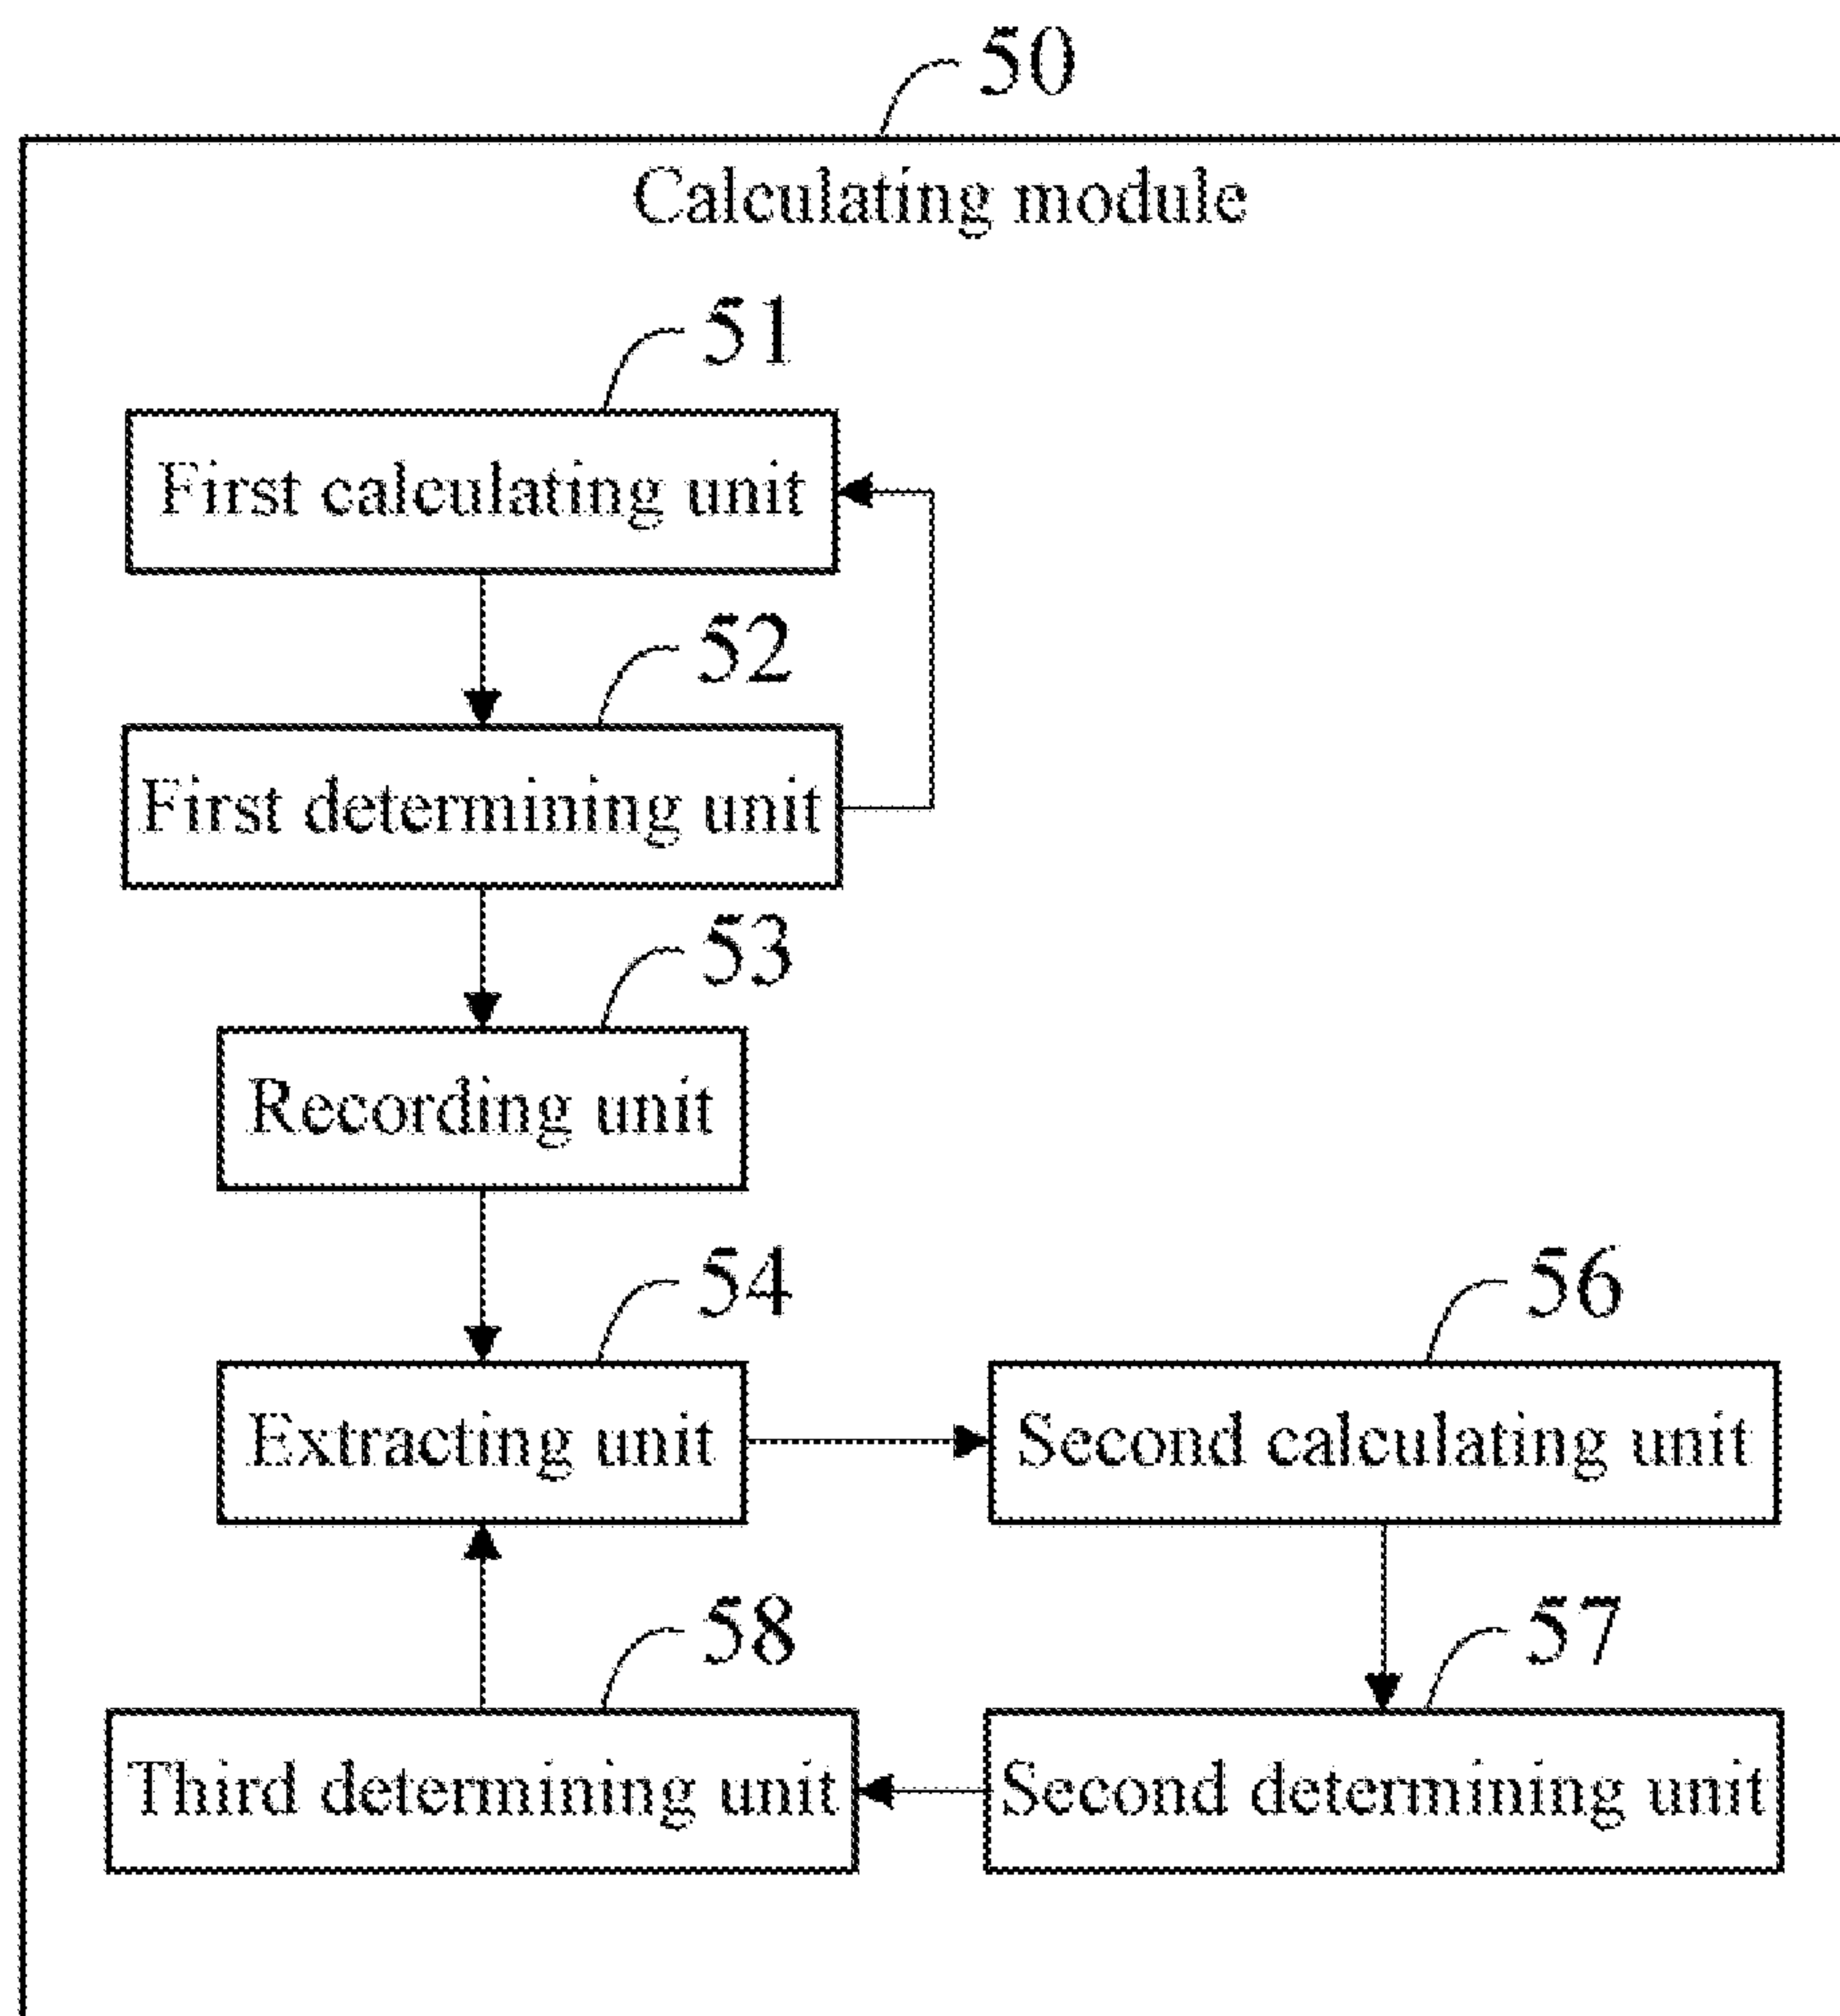 50
Calculating module
51
First calculating unit
52
First determining unit
53
Recording unit
54
56
Extracting unit
Second calculating unit
58
57
Third determining unit
Second determining unit